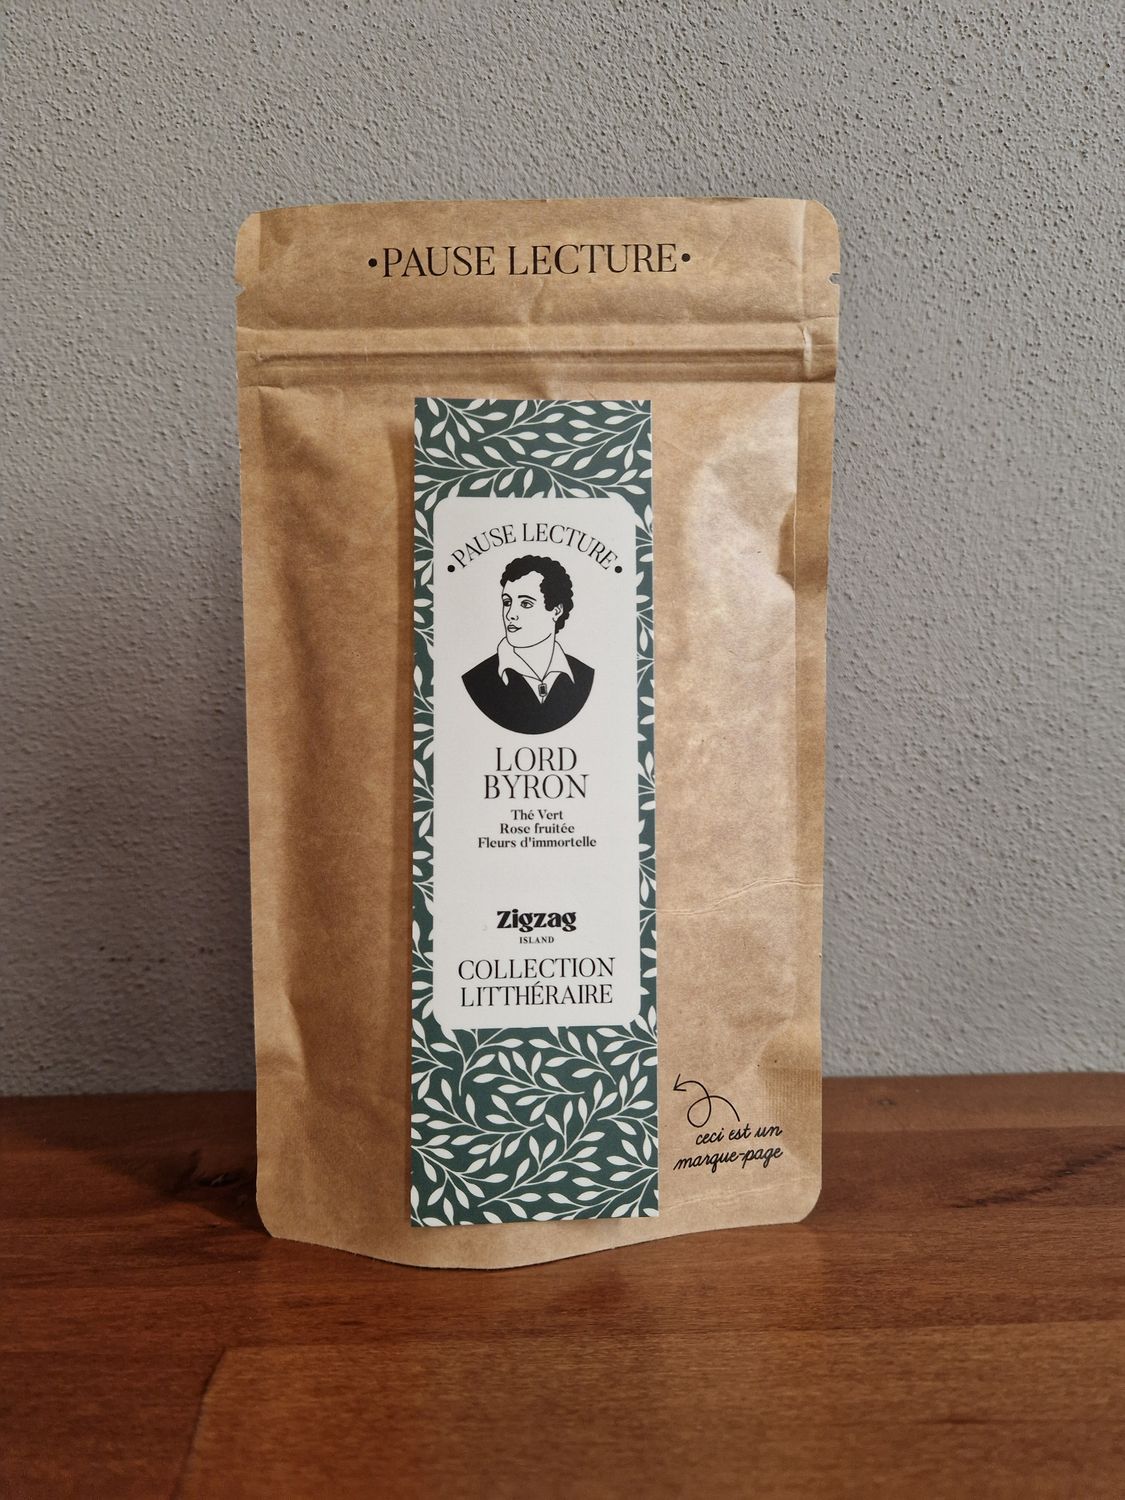 •PAUSE LECTURE•
•PAUSE LECTURE•
LORD
BYRON
Thé Vert
Rose fruitée
Fleurs d'immortelle
Zigzag
ISLAND
COLLECTION
LITTHÉRAIRE
ceci est un
marque-page